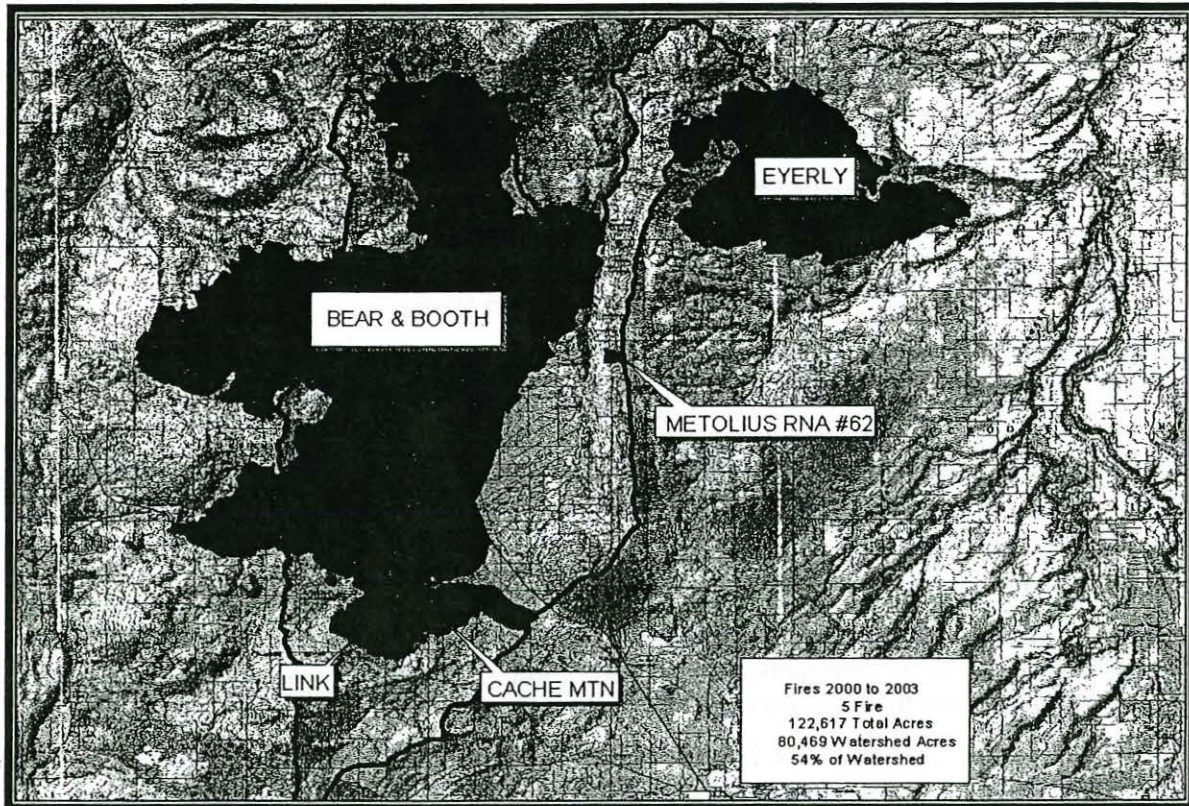 EYERLY
BEAR & BOOTH
METOLIUS RNA #62
LINK
CACHE MTN
Fires 2000 to 2003
5 Fire
122,617 Total Acres
80,469 Watershed Acres
54% of Watershed